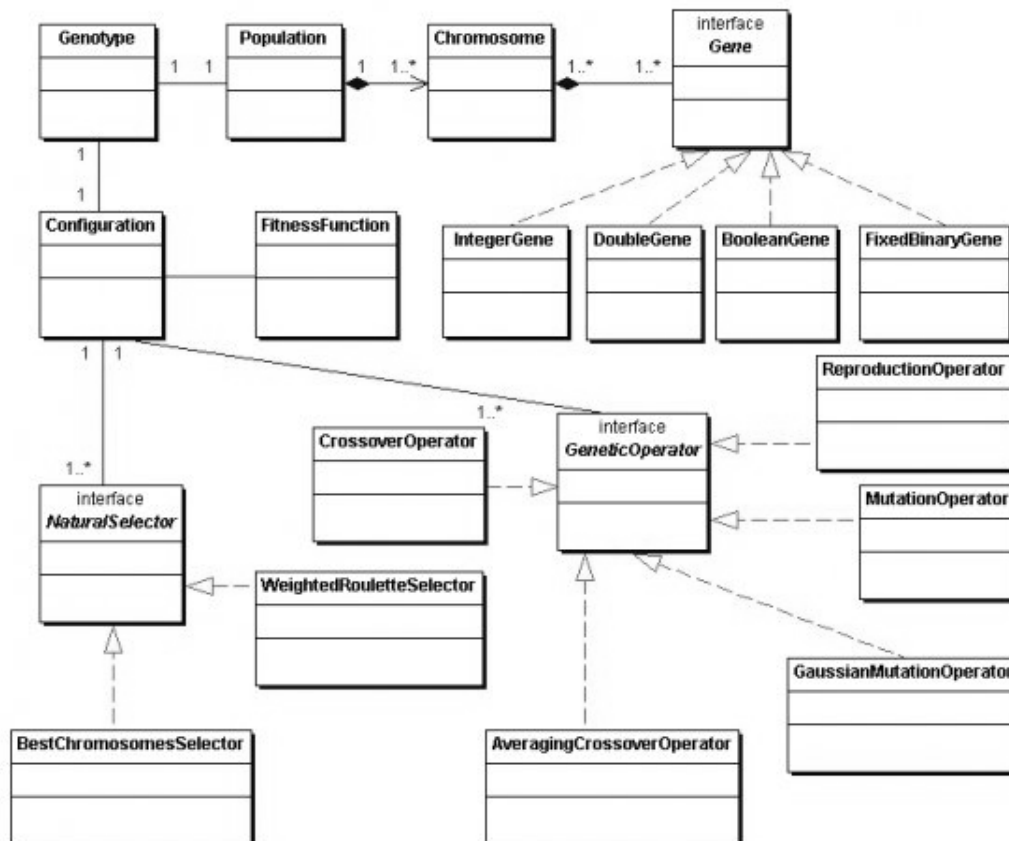 Genotype
Population
Chromosome
interface
Gene
1
1
1
1..*
1..*
1..*
1
1
Configuration
FitnessFunction
IntegerGene
DoubleGene
BooleanGene
FixedBinaryGene
1
1
ReproductionOperator
1..*
interface
GeneticOperator
CrossoverOperator
1..*
interface
NaturalSelector
MutationOperator
WeightedRouletteSelector
GaussianMutationOperator
BestChromosomesSelector
AveragingCrossoverOperator